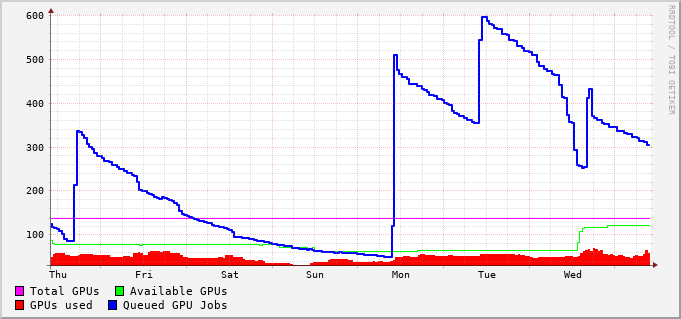 600
500
400
300
200
100
Thu Fri Sat Sun Mon Tue Wed
Total GPUs Available GPUs
GPUs used Queued GPU Jobs
RRDTOOL / TOBI OETIKER